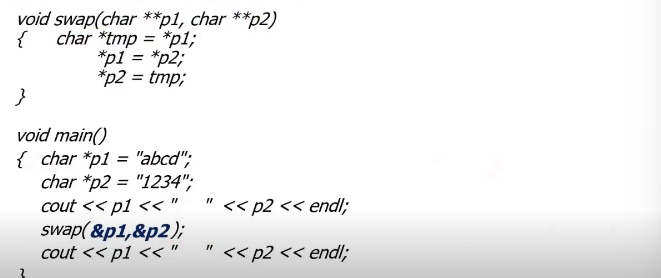 void swap(char **p1, char **p2)
{ char *tmp = *p1;
*p1 = *p2;
*p2 = tmp;
}
void main()
{ char *p1 = "abcd";
char *p2 = "1234";
cout << p1 << " " << p2 << endl;
swap(&p1,&p2);
cout << p1 << " " << p2 << endl;
}